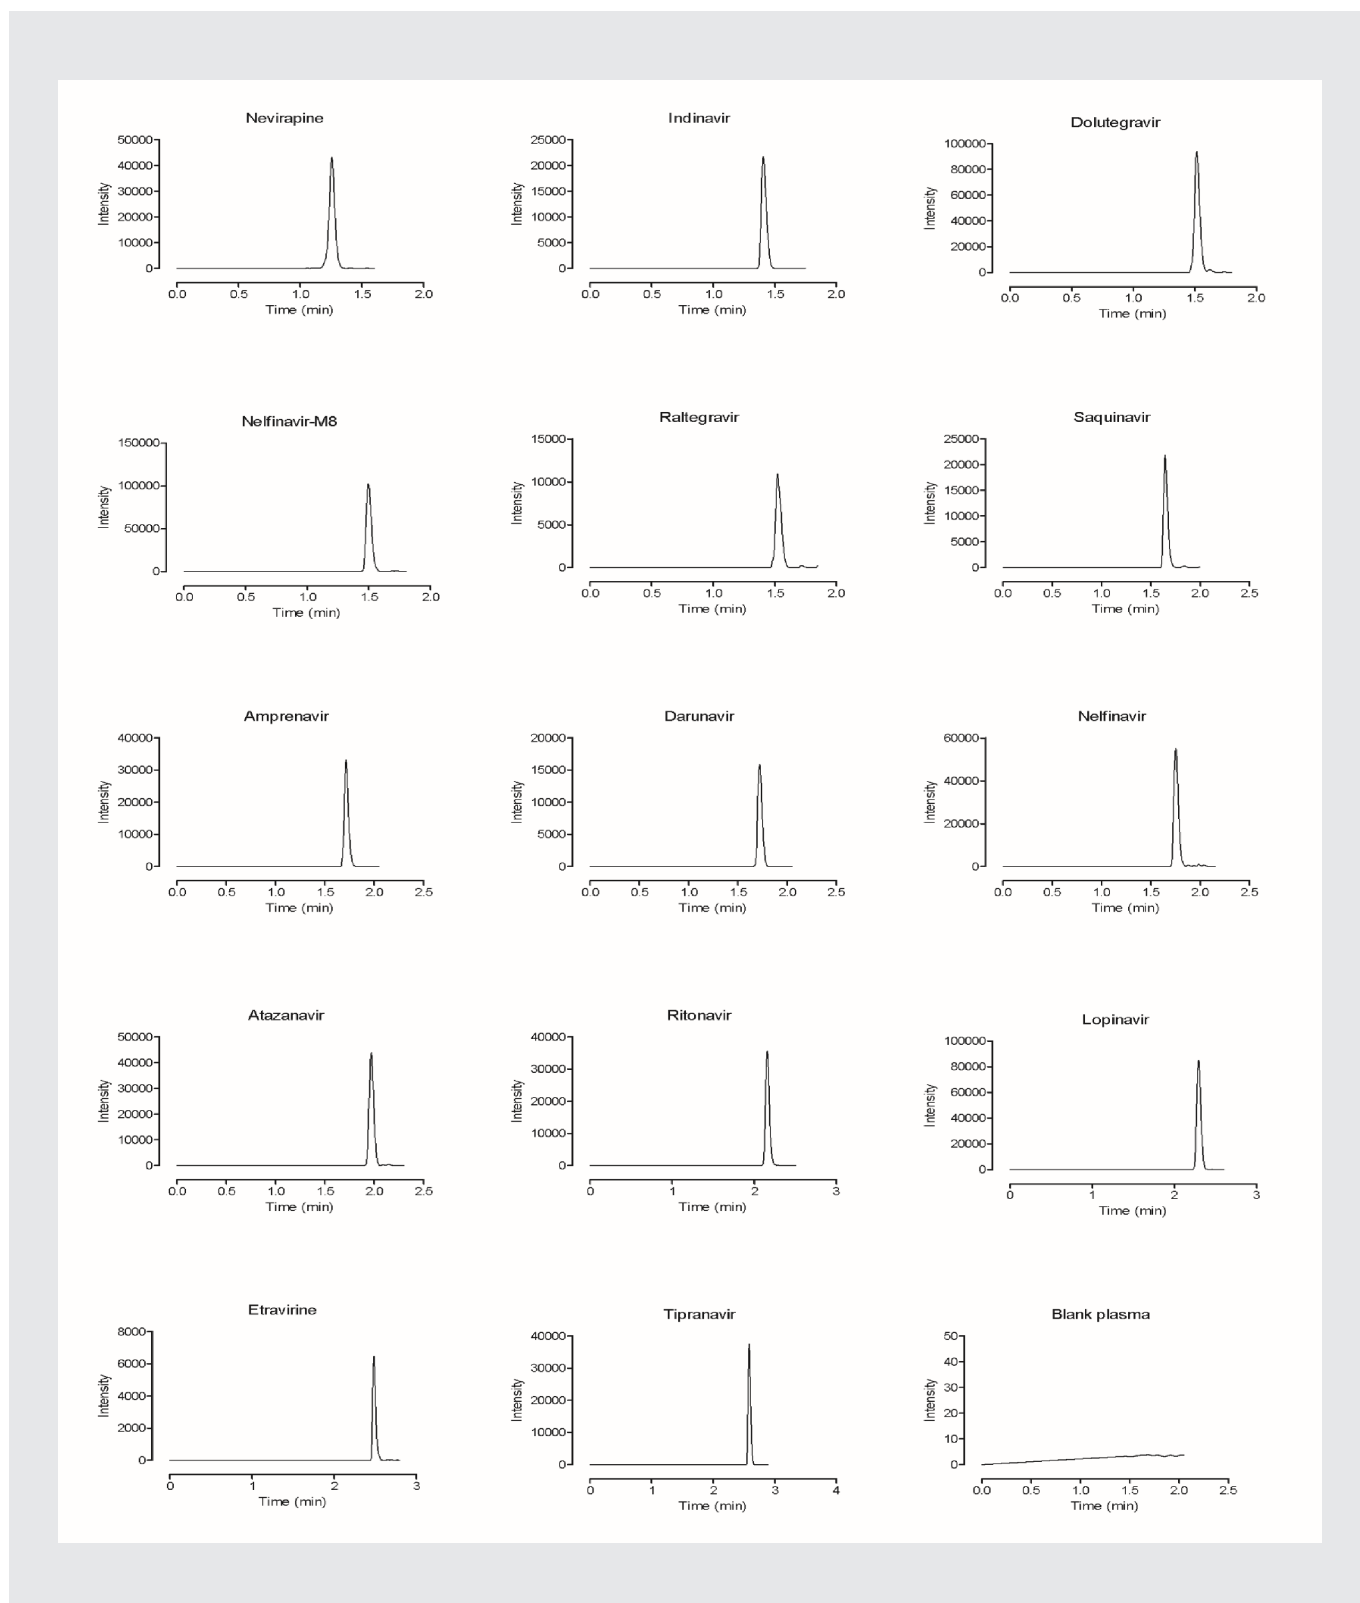 Nevirapine
50000
40000
30000
20000
10000
0
Intensity
0.0 0.5 1.0 1.5 2.0
Time (min)
Indinavir
25000
20000
15000
10000
5000
0
Intensity
0.0 0.5 1.0 1.5 2.0
Time (min)
Dolutegravir
100000
80000
60000
40000
20000
0
Intensity
0.0 0.5 1.0 1.5 2.0
Time (min)
Nelfinavir-M8
150000
100000
50000
0
Intensity
0.0 0.5 1.0 1.5 2.0
Time (min)
Raltegravir
15000
10000
5000
0
Intensity
0.0 0.5 1.0 1.5 2.0
Time (min)
Saquinavir
25000
20000
15000
10000
5000
0
Intensity
0.0 0.5 1.0 1.5 2.0 2.5
Time (min)
Amprenavir
40000
30000
20000
10000
0
Intensity
0.0 0.5 1.0 1.5 2.0 2.5
Time (min)
Darunavir
20000
15000
10000
5000
0
Intensity
0.0 0.5 1.0 1.5 2.0 2.5
Time (min)
Nelfinavir
60000
40000
20000
0
Intensity
0.0 0.5 1.0 1.5 2.0 2.5
Time (min)
Atazanavir
50000
40000
30000
20000
10000
0
Intensity
0.0 0.5 1.0 1.5 2.0 2.5
Time (min)
Ritonavir
40000
30000
20000
10000
0
Intensity
0 1 2 3
Time (min)
Lopinavir
100000
80000
60000
40000
20000
0
Intensity
0 1 2 3
Time (min)
Etravirine
8000
6000
4000
2000
0
Intensity
0 1 2 3
Time (min)
Tipranavir
40000
30000
20000
10000
0
Intensity
0 1 2 3 4
Time (min)
Blank plasma
50
40
30
20
10
0
Intensity
0.0 0.5 1.0 1.5 2.0 2.5
Time (min)